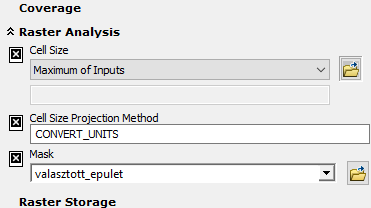 Coverage
Raster Analysis
Cell Size
Maximum of Inputs
Cell Size Projection Method
CONVERT_UNITS
Mask
valasztott_epulet
Raster Storage